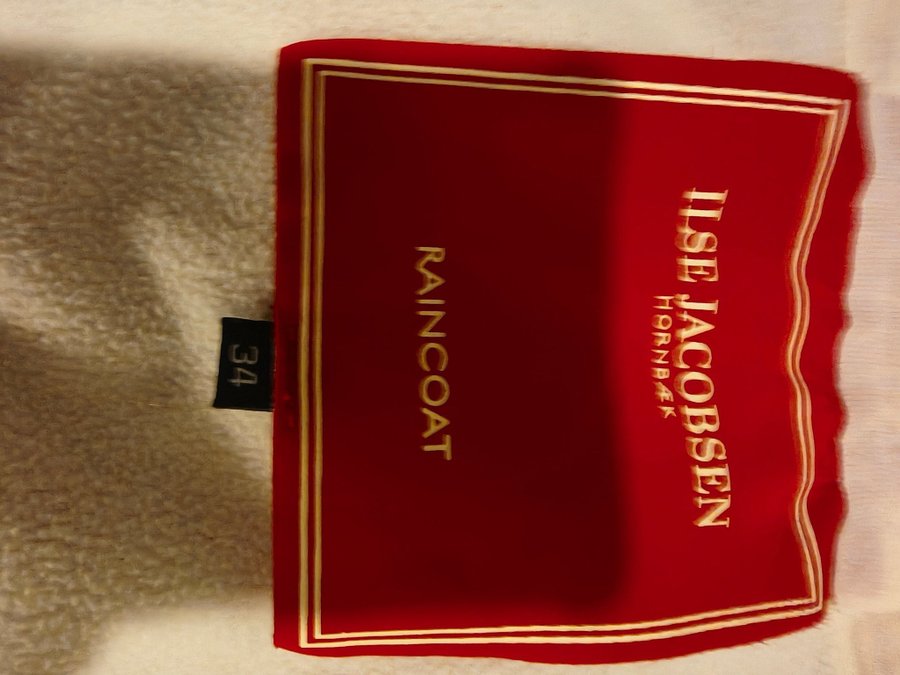 ILSE JACOBSEN
HORNBÆK
RAINCOAT
34